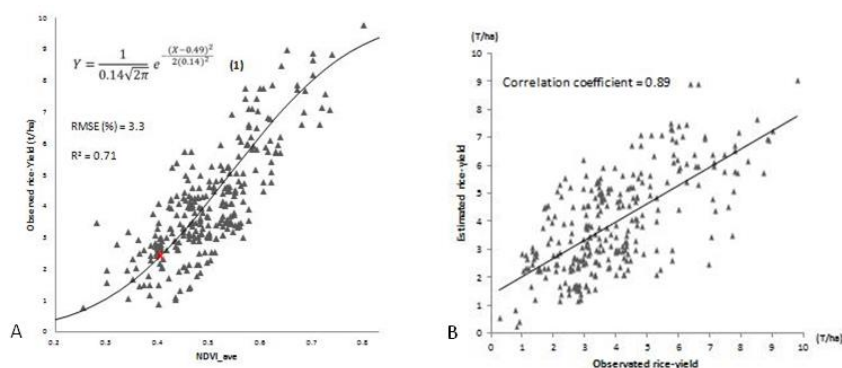 10
9
8
7
6
5
4
3
2
1
0
Observed rice-Yield (t/ha)
Y = \frac{1}{0.14\sqrt{2π}} e^{-\frac{(X-0.49)^2}{2(0.14)^2}} (1)
RMSE (%) = 3.3
R² = 0.71
0.2 0.3 0.4 0.5 0.6 0.7 0.8
NDVI_ave
A
(T/ha)
10
9
8
7
6
5
4
3
2
1
0
Estimated rice-yield
Correlation coefficient = 0.89
0 1 2 3 4 5 6 7 8 9 10
(T/ha)
Observated rice-yield
B